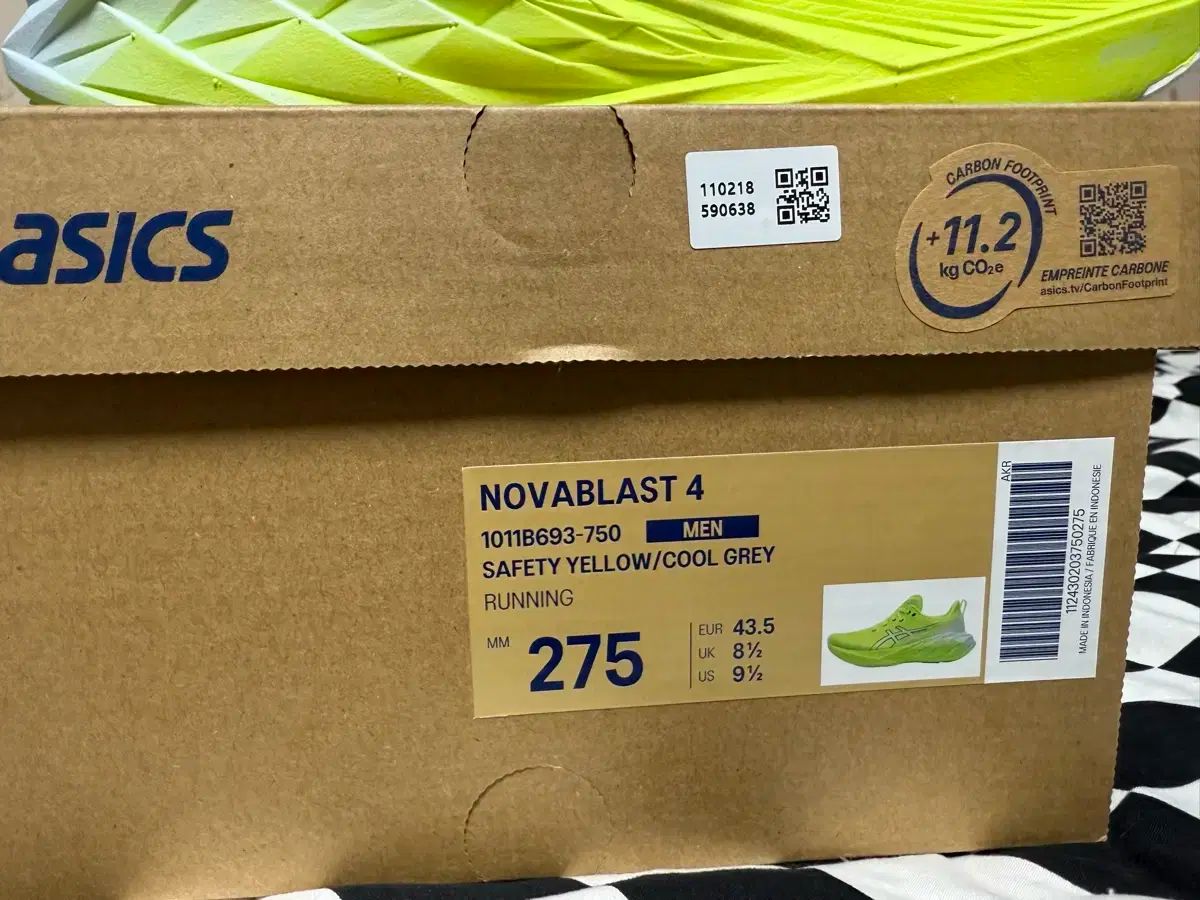 asics
110218
590638
CARBON FOOTPRINT
+11.2
kg CO₂e
EMPREINTE CARBONE
asics.tv/CarbonFootprint
NOVABLAST 4
1011B693-750 MEN
SAFETY YELLOW/COOL GREY
RUNNING
MM 275
EUR 43.5
UK 8½
US 9½
AKR
112430203750275
MADE IN INDONESIA / FABRIQUE EN INDONESIE